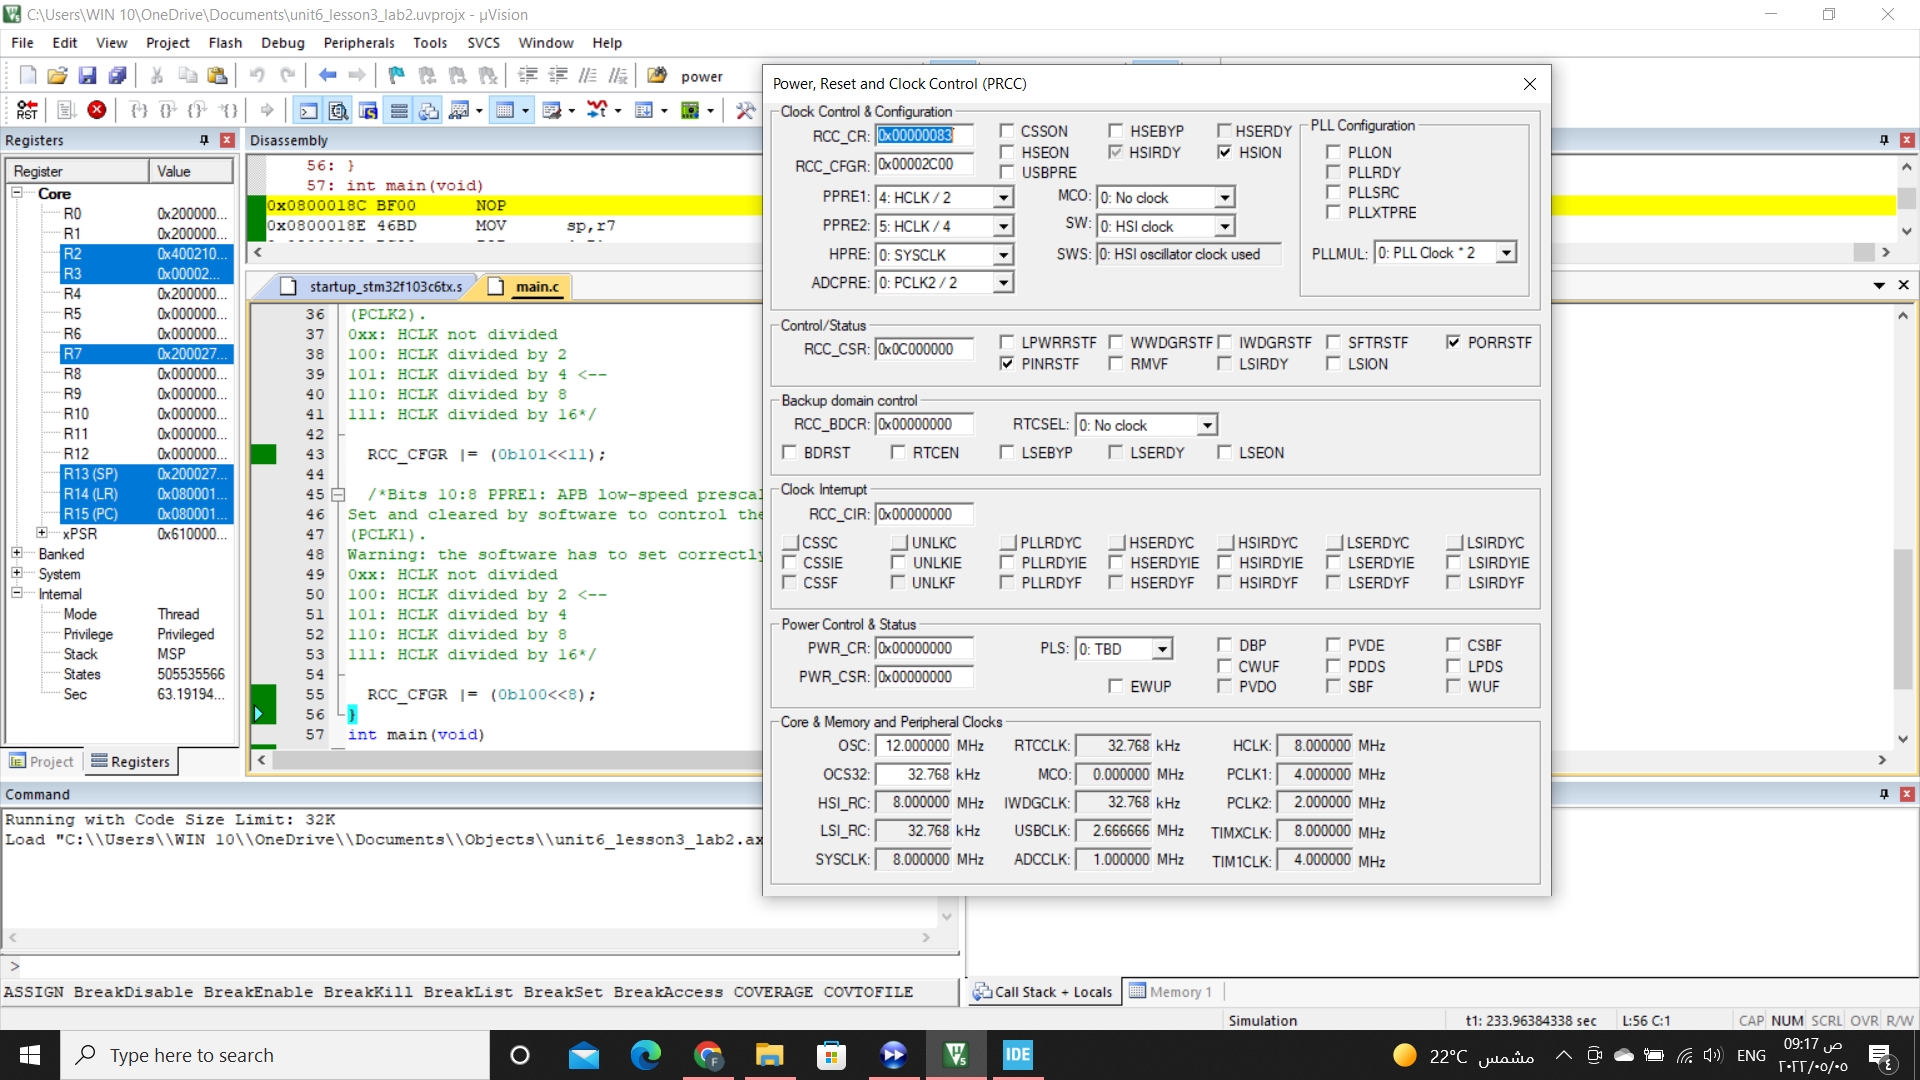 C:\Users\WIN 10\OneDrive\Documents\unit6_lesson3_lab2.uvprojx - µVision
File Edit View Project Flash Debug Peripherals Tools SVCS Window Help
power
Registers
Register Value
Core
R0 0x200000...
R1 0x200000...
R2 0x400210...
R3 0x00002...
R4 0x200000...
R5 0x000000...
R6 0x000000...
R7 0x200027...
R8 0x000000...
R9 0x000000...
R10 0x000000...
R11 0x000000...
R12 0x000000...
R13 (SP) 0x200027...
R14 (LR) 0x080001...
R15 (PC) 0x080001...
xPSR 0x610000...
Banked
System
Internal
Mode Thread
Privilege Privileged
Stack MSP
States 505535566
Sec 63.19194...
Project Registers
Disassembly
56: }
57: int main(void)
0x0800018C BF00 NOP
0x0800018E 46BD MOV sp,r7
startup_stm32f103c6tx.s main.c
36 (PCLK2).
37 0xx: HCLK not divided
38 100: HCLK divided by 2
39 101: HCLK divided by 4 <--
40 110: HCLK divided by 8
41 111: HCLK divided by 16*/
42
43 RCC_CFGR |= (0b101<<11);
44
45 /*Bits 10:8 PPRE1: APB low-speed prescal
46 Set and cleared by software to control the
47 (PCLK1).
48 Warning: the software has to set correctly
49 0xx: HCLK not divided
50 100: HCLK divided by 2 <--
51 101: HCLK divided by 4
52 110: HCLK divided by 8
53 111: HCLK divided by 16*/
54
55 RCC_CFGR |= (0b100<<8);
56 }
57 int main(void)
Power, Reset and Clock Control (PRCC)
Clock Control & Configuration
RCC_CR: 0x00000083 CSSON HSEBYP HSERDY
HSEON HSIRDY HSION
RCC_CFGR: 0x00002C00 USBPRE
PPRE1: 4: HCLK / 2 MCO: 0: No clock
PPRE2: 5: HCLK / 4 SW: 0: HSI clock
HPRE: 0: SYSCLK SWS: 0: HSI oscillator clock used
ADCPRE: 0: PCLK2 / 2
PLL Configuration
PLLON
PLLRDY
PLLSRC
PLLXTPRE
PLLMUL: 0: PLL Clock * 2
Control/Status
RCC_CSR: 0x0C000000 LPWRRSTF WWDGRSTF IWDGRSTF SFTRSTF PORRSTF
PINRSTF RMVF LSIRDY LSION
Backup domain control
RCC_BDCR: 0x00000000 RTCSEL: 0: No clock
BDRST RTCEN LSEBYP LSERDY LSEON
Clock Interrupt
RCC_CIR: 0x00000000
CSSC UNLKC PLLRDYC HSERDYC HSIRDYC LSERDYC LSIRDYC
CSSIE UNLKIE PLLRDYIE HSERDYIE HSIRDYIE LSERDYIE LSIRDYIE
CSSF UNLKF PLLRDYF HSERDYF HSIRDYF LSERDYF LSIRDYF
Power Control & Status
PWR_CR: 0x00000000 PLS: 0: TBD DBP PVDE CSBF
CWUF PDDS LPDS
PWR_CSR: 0x00000000 EWUP PVDO SBF WUF
Core & Memory and Peripheral Clocks
OSC: 12.000000 MHz RTCCLK: 32.768 kHz HCLK: 8.000000 MHz
OCS32: 32.768 kHz MCO: 0.000000 MHz PCLK1: 4.000000 MHz
HSI_RC: 8.000000 MHz IWDGCLK: 32.768 kHz PCLK2: 2.000000 MHz
LSI_RC: 32.768 kHz USBCLK: 2.666666 MHz TIMXCLK: 8.000000 MHz
SYSCLK: 8.000000 MHz ADCCLK: 1.000000 MHz TIM1CLK: 4.000000 MHz
Command
Running with Code Size Limit: 32K
Load "C:\\Users\\WIN 10\\OneDrive\\Documents\\Objects\\unit6_lesson3_lab2.ax
>
ASSIGN BreakDisable BreakEnable BreakKill BreakList BreakSet BreakAccess COVERAGE COVTOFILE
Call Stack + Locals Memory 1
Simulation t1: 233.96384338 sec L:56 C:1 CAP NUM SCRL OVR R/W
Type here to search
IDE
22°C مشمس
ENG
09:17 ص
٢٠٢٢/٠٥/٠٥
٤